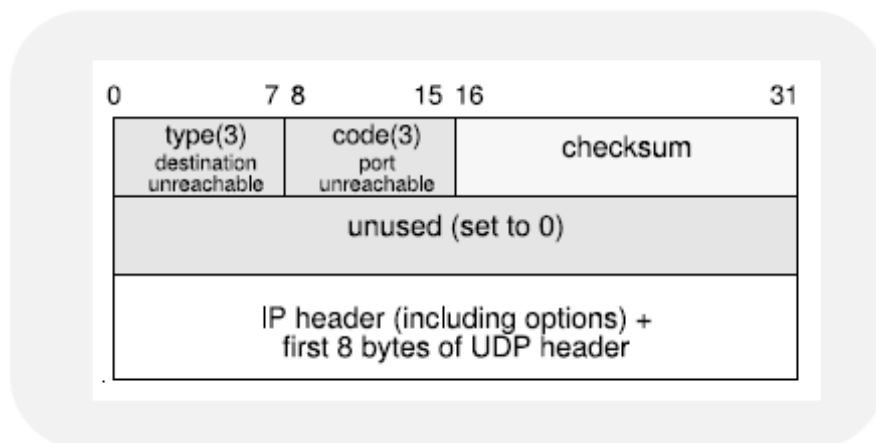 0 7 8 15 16 31
type(3) code(3) checksum
destination port
unreachable unreachable
unused (set to 0)
IP header (including options) +
first 8 bytes of UDP header